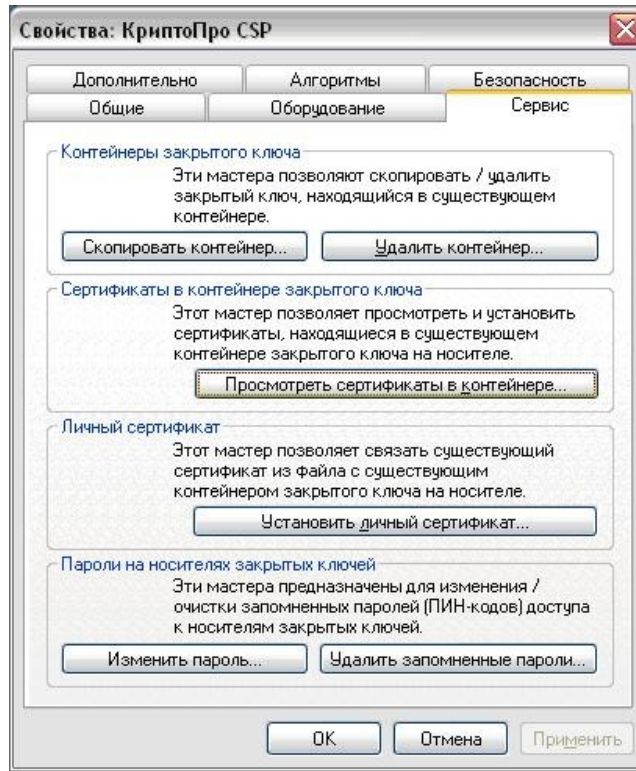 Свойства: КриптоПро CSP
Дополнительно
Алгоритмы
Безопасность
Общие
Оборудование
Сервис
Контейнеры закрытого ключа
Эти мастера позволяют скопировать / удалить
закрытый ключ, находящийся в существующем
контейнере.
Скопировать контейнер...
Удалить контейнер...
Сертификаты в контейнере закрытого ключа
Этот мастер позволяет просмотреть и установить
сертификаты, находящиеся в существующем
контейнере закрытого ключа на носителе.
Просмотреть сертификаты в контейнере...
Личный сертификат
Этот мастер позволяет связать существующий
сертификат из файла с существующим
контейнером закрытого ключа на носителе.
Установить личный сертификат...
Пароли на носителях закрытых ключей
Эти мастера предназначены для изменения /
очистки запомненных паролей (ПИН-кодов) доступа
к носителям закрытых ключей.
Изменить пароль...
Удалить запомненные пароли...
OK
Отмена
Применить